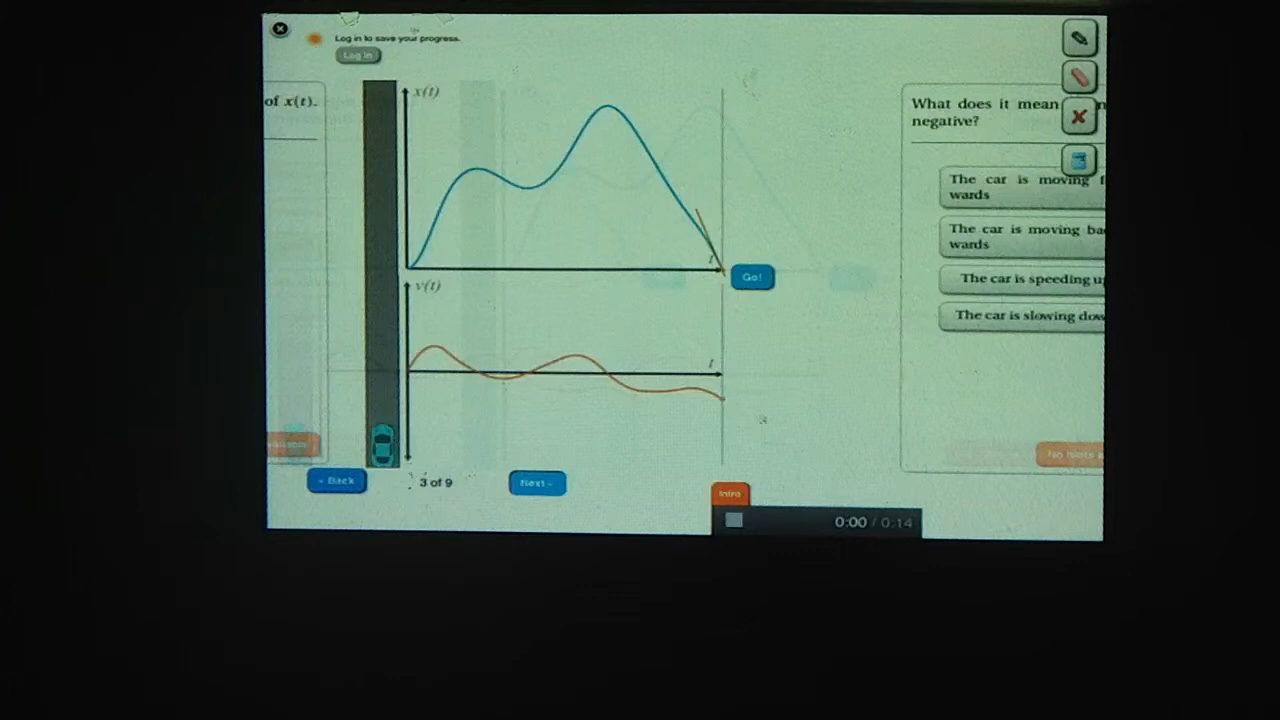 Log in to save your progress.
Log in
of x(t).
x(t)
t
Go!
v(t)
t
What does it mean
negative?
The car is moving f
wards
The car is moving ba
wards
The car is speeding u
The car is slowing dow
No more a
- Back
3 of 9
Next -
Intro
0:00 / 0:14